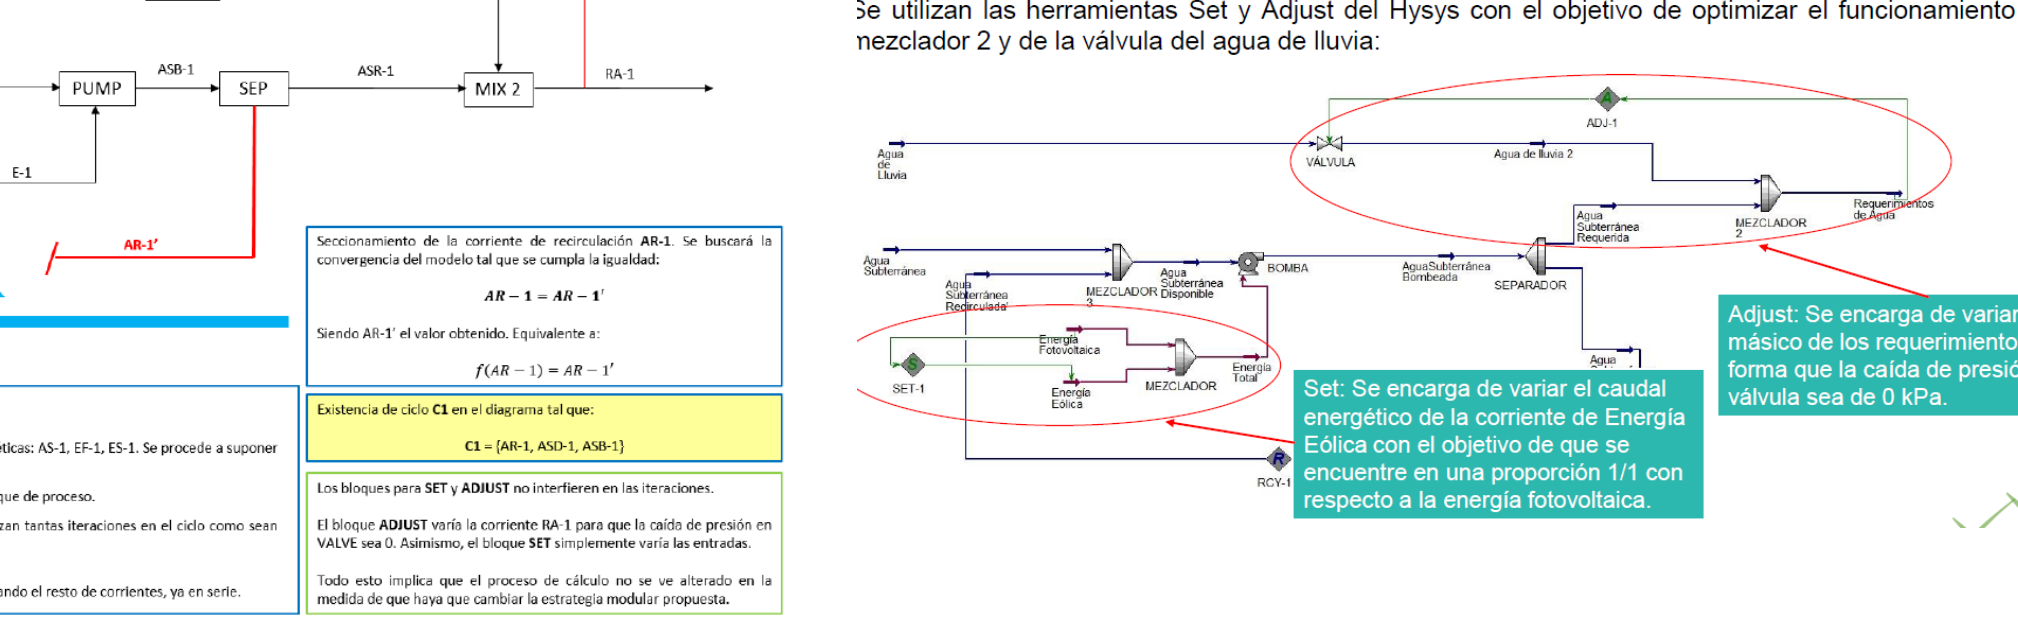 PUMP
ASB-1
SEP
ASR-1
MIX 2
RA-1
E-1
AR-1'
Seccionamiento de la corriente de recirculación AR-1. Se buscará la
convergencia del modelo tal que se cumpla la igualdad:
AR − 1 = AR − 1′
Siendo AR-1' el valor obtenido. Equivalente a:
f(AR − 1) = AR − 1′
Existencia de ciclo C1 en el diagrama tal que:
C1 = {AR-1, ASD-1, ASB-1}
éticas: AS-1, EF-1, ES-1. Se procede a suponer
que de proceso.
zan tantas iteraciones en el ciclo como sean
ando el resto de corrientes, ya en serie.
Los bloques para SET y ADJUST no interfieren en las iteraciones.
El bloque ADJUST varía la corriente RA-1 para que la caída de presión en
VALVE sea 0. Asimismo, el bloque SET simplemente varía las entradas.
Todo esto implica que el proceso de cálculo no se ve alterado en la
medida de que haya que cambiar la estrategia modular propuesta.
Se utilizan las herramientas Set y Adjust del Hysys con el objetivo de optimizar el funcionamiento
mezclador 2 y de la válvula del agua de lluvia:
A
ADJ-1
Agua
de
Lluvia
VÁLVULA
Agua de lluvia 2
Requerimientos
de Agua
MEZCLADOR
2
Agua
Subterránea
Requerida
Agua
Subterránea
Agua
Subterránea
Recirculada
MEZCLADOR
3
Agua
Subterránea
Disponible
BOMBA
AguaSubterránea
Bombeada
SEPARADOR
Agua
Energía
Fotovoltaica
S
SET-1
Energía
Eólica
MEZCLADOR
Energía
Total
R
RCY-1
Set: Se encarga de variar el caudal
energético de la corriente de Energía
Eólica con el objetivo de que se
encuentre en una proporción 1/1 con
respecto a la energía fotovoltaica.
Adjust: Se encarga de variar
másico de los requerimiento
forma que la caída de presió
válvula sea de 0 kPa.